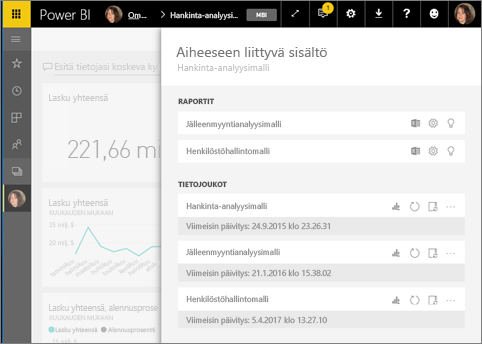 Power BI
Om...
Hankinta-analyysi...
MBI
1
Aiheeseen liittyvä sisältö
Hankinta-analyysimalli
Esitä tietojasi koskeva ky
RAPORTIT
Lasku yhteensä
Jälleenmyyntianalyysimalli
221,66 mi
Henkilöstöhallintomalli
TIETOJOUKOT
Lasku yhteensä
KUUKAUDEN MUKAAN
Hankinta-analyysimalli
25 milj. $
Viimeisin päivitys: 24.9.2015 klo 23.26.31
20 milj. $
Jälleenmyyntianalyysimalli
Viimeisin päivitys: 21.1.2016 klo 15.38.02
Henkilöstöhallintomalli
Lasku yhteensä, alennusprose
Viimeisin päivitys: 5.4.2017 klo 13.27.10
Lasku yhteensä
Alennusprosentti